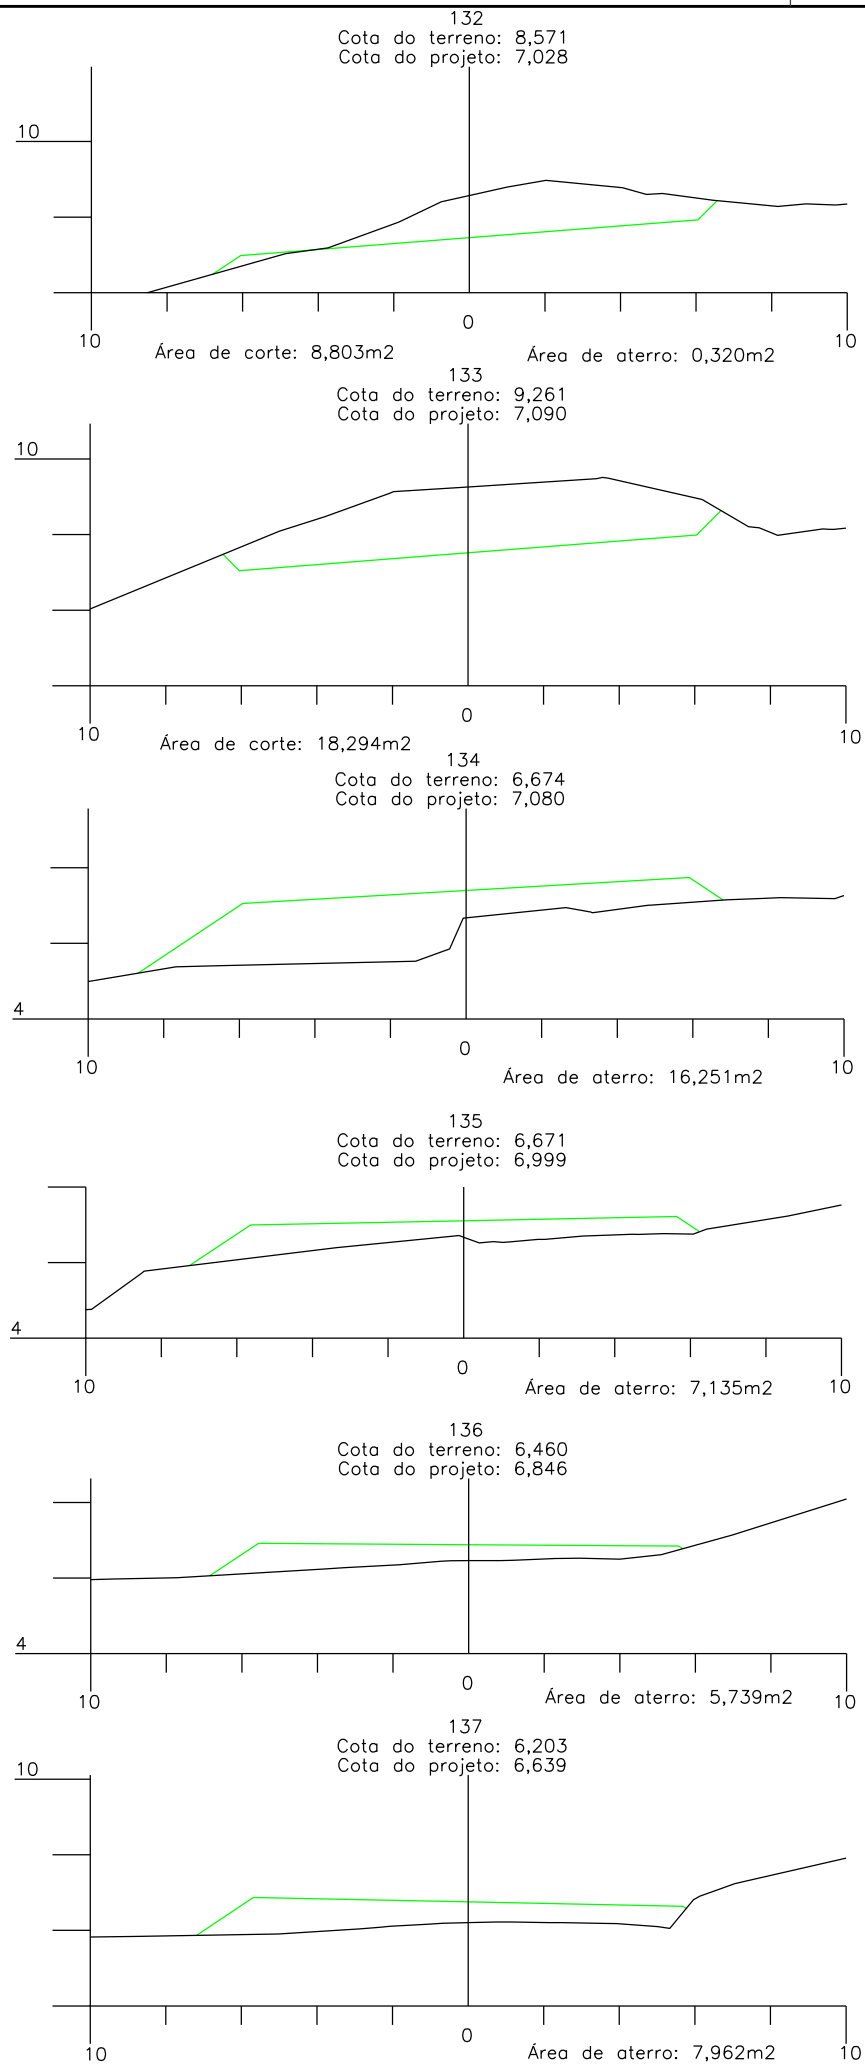 132
Cota do terreno: 8,571
Cota do projeto: 7,028
10
0
10
10
Área de corte: 8,803m2
Área de aterro: 0,320m2
133
Cota do terreno: 9,261
Cota do projeto: 7,090
10
0
10
10
Área de corte: 18,294m2
134
Cota do terreno: 6,674
Cota do projeto: 7,080
4
0
10
10
Área de aterro: 16,251m2
135
Cota do terreno: 6,671
Cota do projeto: 6,999
4
0
10
10
Área de aterro: 7,135m2
136
Cota do terreno: 6,460
Cota do projeto: 6,846
4
0
10
10
Área de aterro: 5,739m2
137
Cota do terreno: 6,203
Cota do projeto: 6,639
10
0
10
10
Área de aterro: 7,962m2